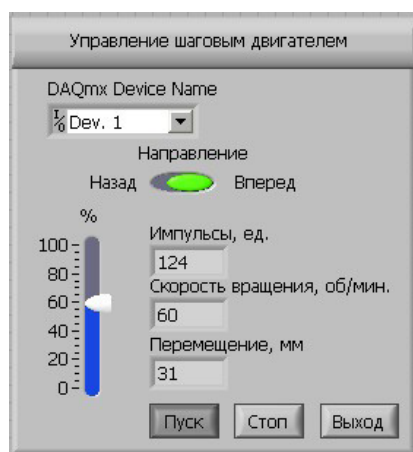 Управление шаговым двигателем
DAQmx Device Name
I/O Dev. 1
Направление
Назад Вперед
%
100
80
60
40
20
0
Импульсы, ед.
124
Скорость вращения, об/мин.
60
Перемещение, мм
31
Пуск Стоп Выход